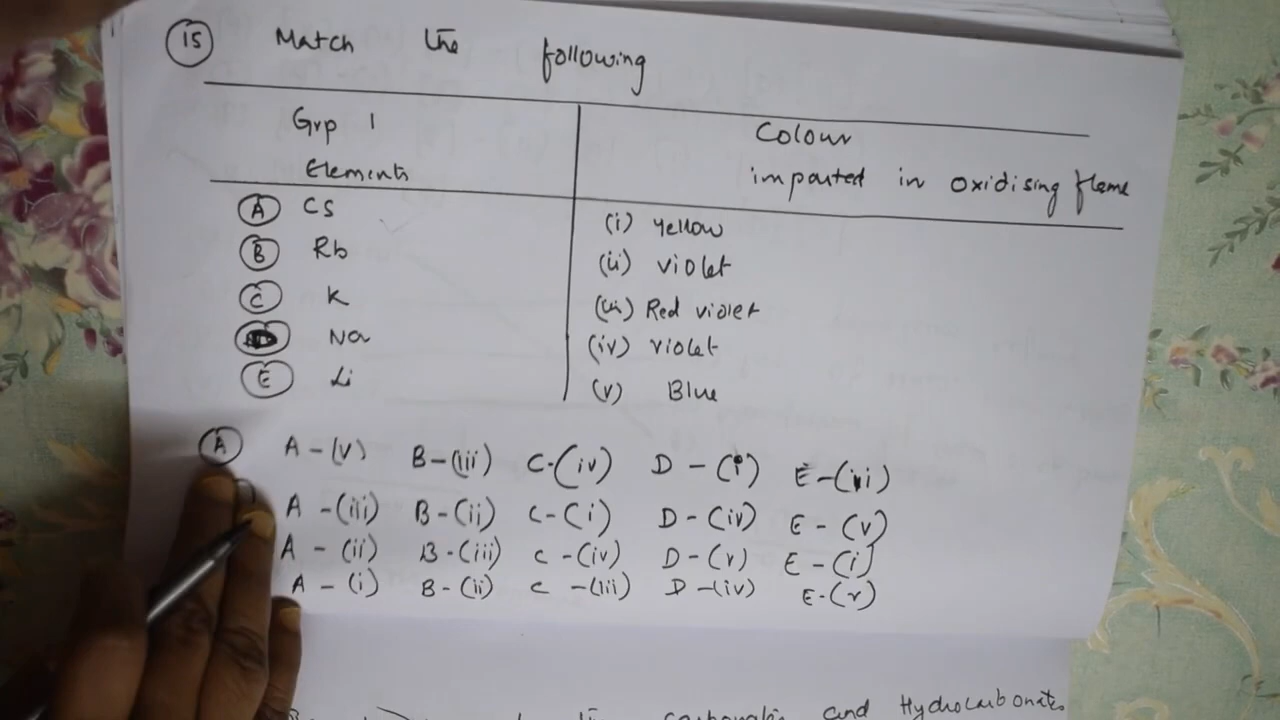 15 Match the following
Grp 1 Elements
Colour imparted in oxidising flame
A Cs (i) Yellow
B Rb (ii) violet
C K (iii) Red violet
Na (iv) violet
E Li (v) Blue
A A-(v) B-(iii) C-(iv) D-(i) E-(ii)
A-(iii) B-(ii) C-(i) D-(iv) E-(v)
A-(ii) B-(iii) C-(iv) D-(v) E-(i)
A-(i) B-(ii) C-(iii) D-(iv) E-(v)
and Hydrocarbonates